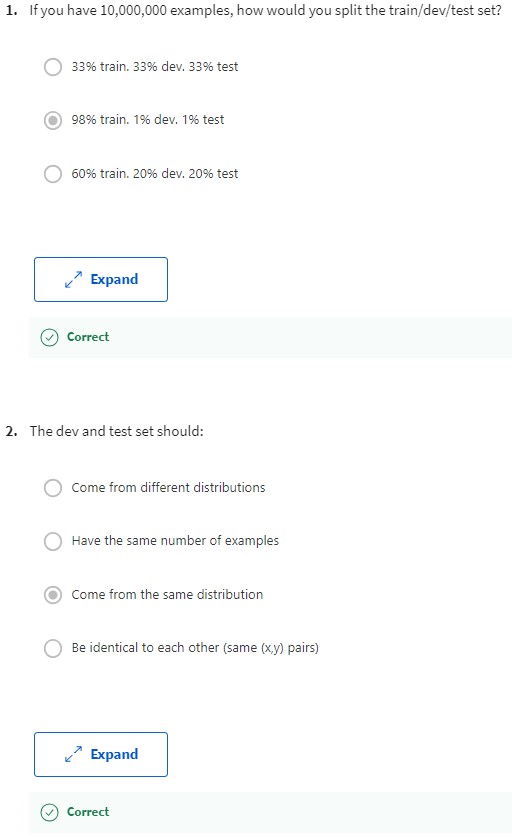 1. If you have 10,000,000 examples, how would you split the train/dev/test set?
33% train. 33% dev. 33% test
98% train. 1% dev. 1% test
60% train. 20% dev. 20% test
Expand
Correct
2. The dev and test set should:
Come from different distributions
Have the same number of examples
Come from the same distribution
Be identical to each other (same (x,y) pairs)
Expand
Correct